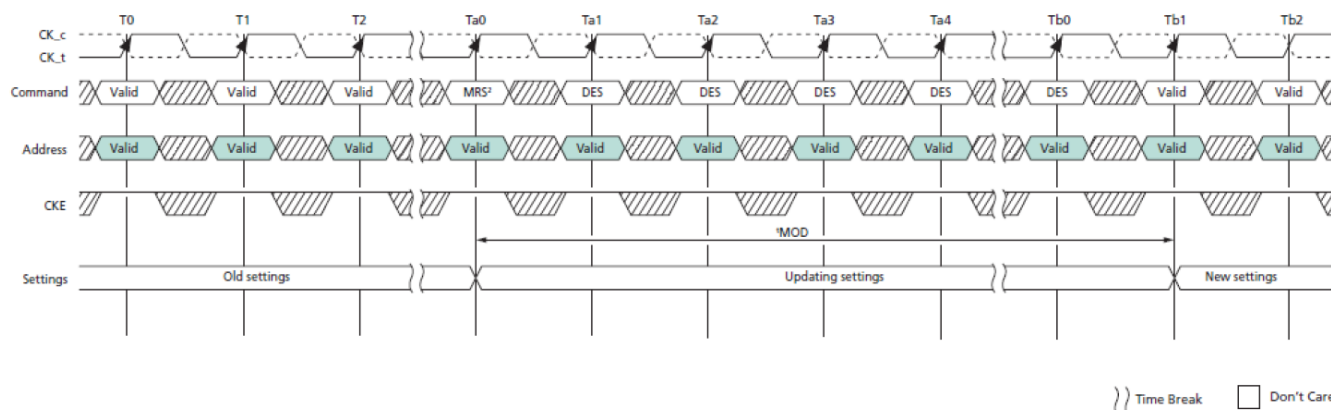 T0 T1 T2 Ta0 Ta1 Ta2 Ta3 Ta4 Tb0 Tb1 Tb2
CK_c
CK_t
Command Valid Valid Valid MRS² DES DES DES DES DES Valid Valid
Address Valid Valid Valid Valid Valid Valid Valid Valid Valid Valid Valid
CKE
ᵗMOD
Settings Old settings Updating settings New settings
Time Break Don't Care